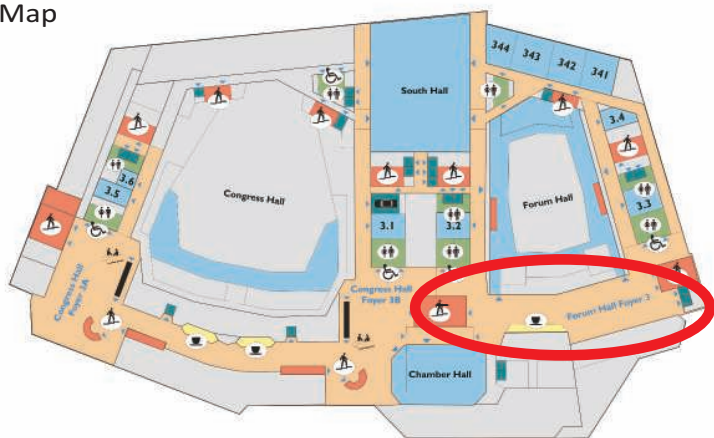 Map
344
343
342
341
South Hall
3.4
3.6
3.5
Congress Hall
Forum Hall
3.1
3.2
3.3
Congress Hall
Foyer 3A
Congress Hall
Foyer 3B
Forum Hall Foyer 3
Chamber Hall